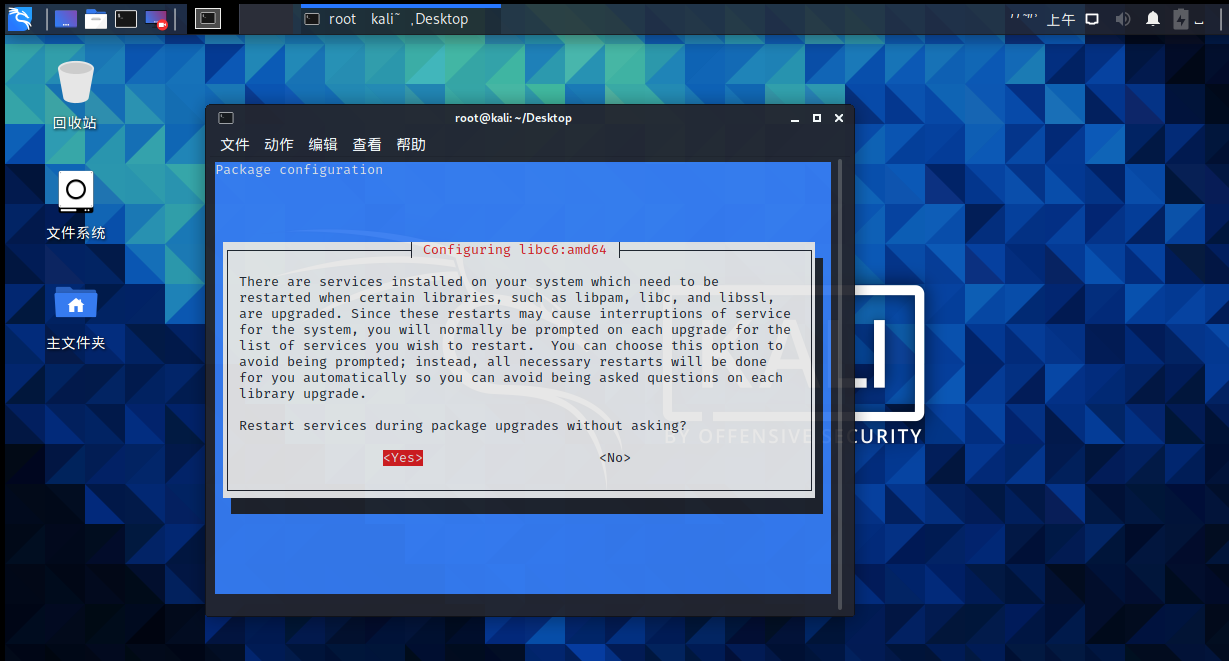 root kali~ ,Desktop
上午
回收站
文件系统
主文件夹
root@kali: ~/Desktop
文件 动作 编辑 查看 帮助
Package configuration
Configuring libc6:amd64
There are services installed on your system which need to be
restarted when certain libraries, such as libpam, libc, and libssl,
are upgraded. Since these restarts may cause interruptions of service
for the system, you will normally be prompted on each upgrade for the
list of services you wish to restart.  You can choose this option to
avoid being prompted; instead, all necessary restarts will be done
for you automatically so you can avoid being asked questions on each
library upgrade.
Restart services during package upgrades without asking?
<Yes> <No>
KALI
BY OFFENSIVE SECURITY